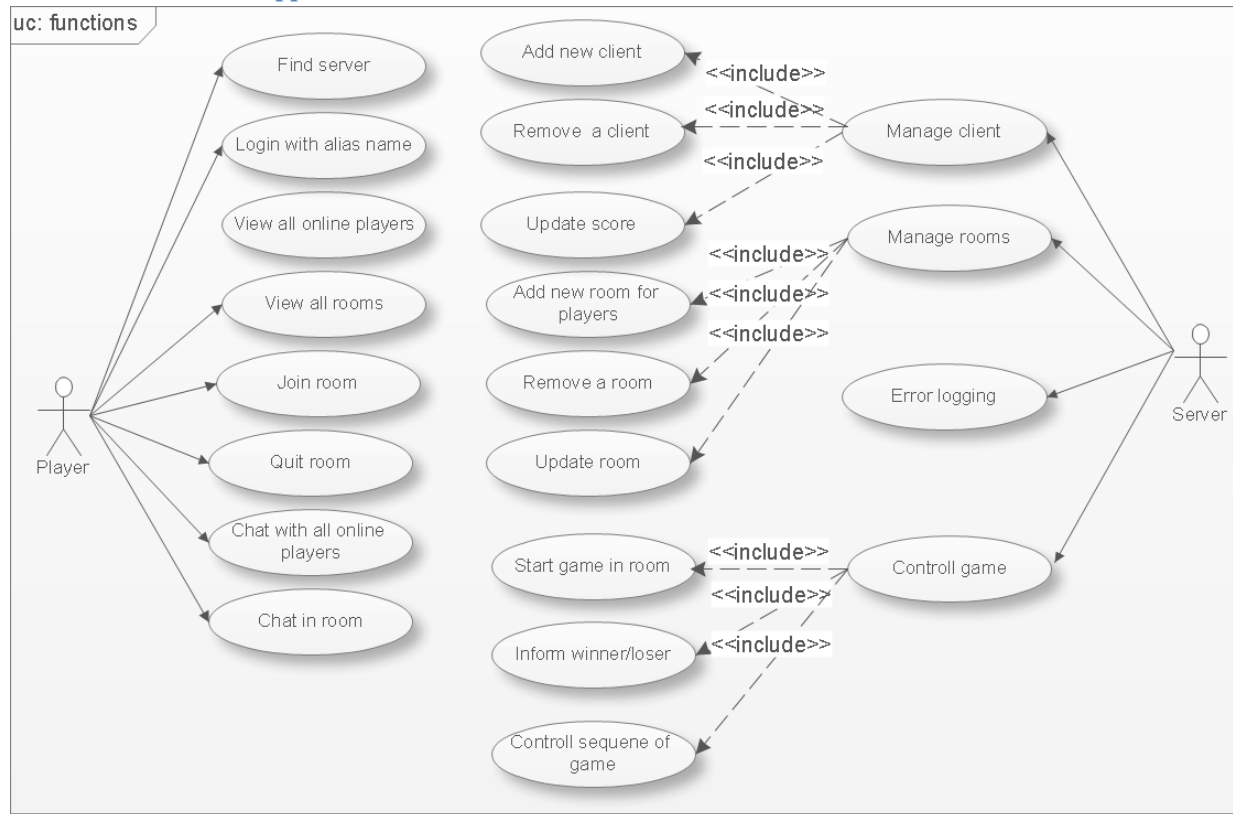 uc: functions
Find server
Login with alias name
View all online players
View all rooms
Join room
Quit room
Chat with all online
players
Chat in room
Player
Add new client
Remove  a client
Update score
Add new room for
players
Remove a room
Update room
Start game in room
Inform winner/loser
Controll sequene of
game
<<include>>
<<include>>
<<include>>
<<include>>
<<include>>
<<include>>
<<include>>
<<include>>
<<include>>
Manage client
Manage rooms
Error logging
Controll game
Server